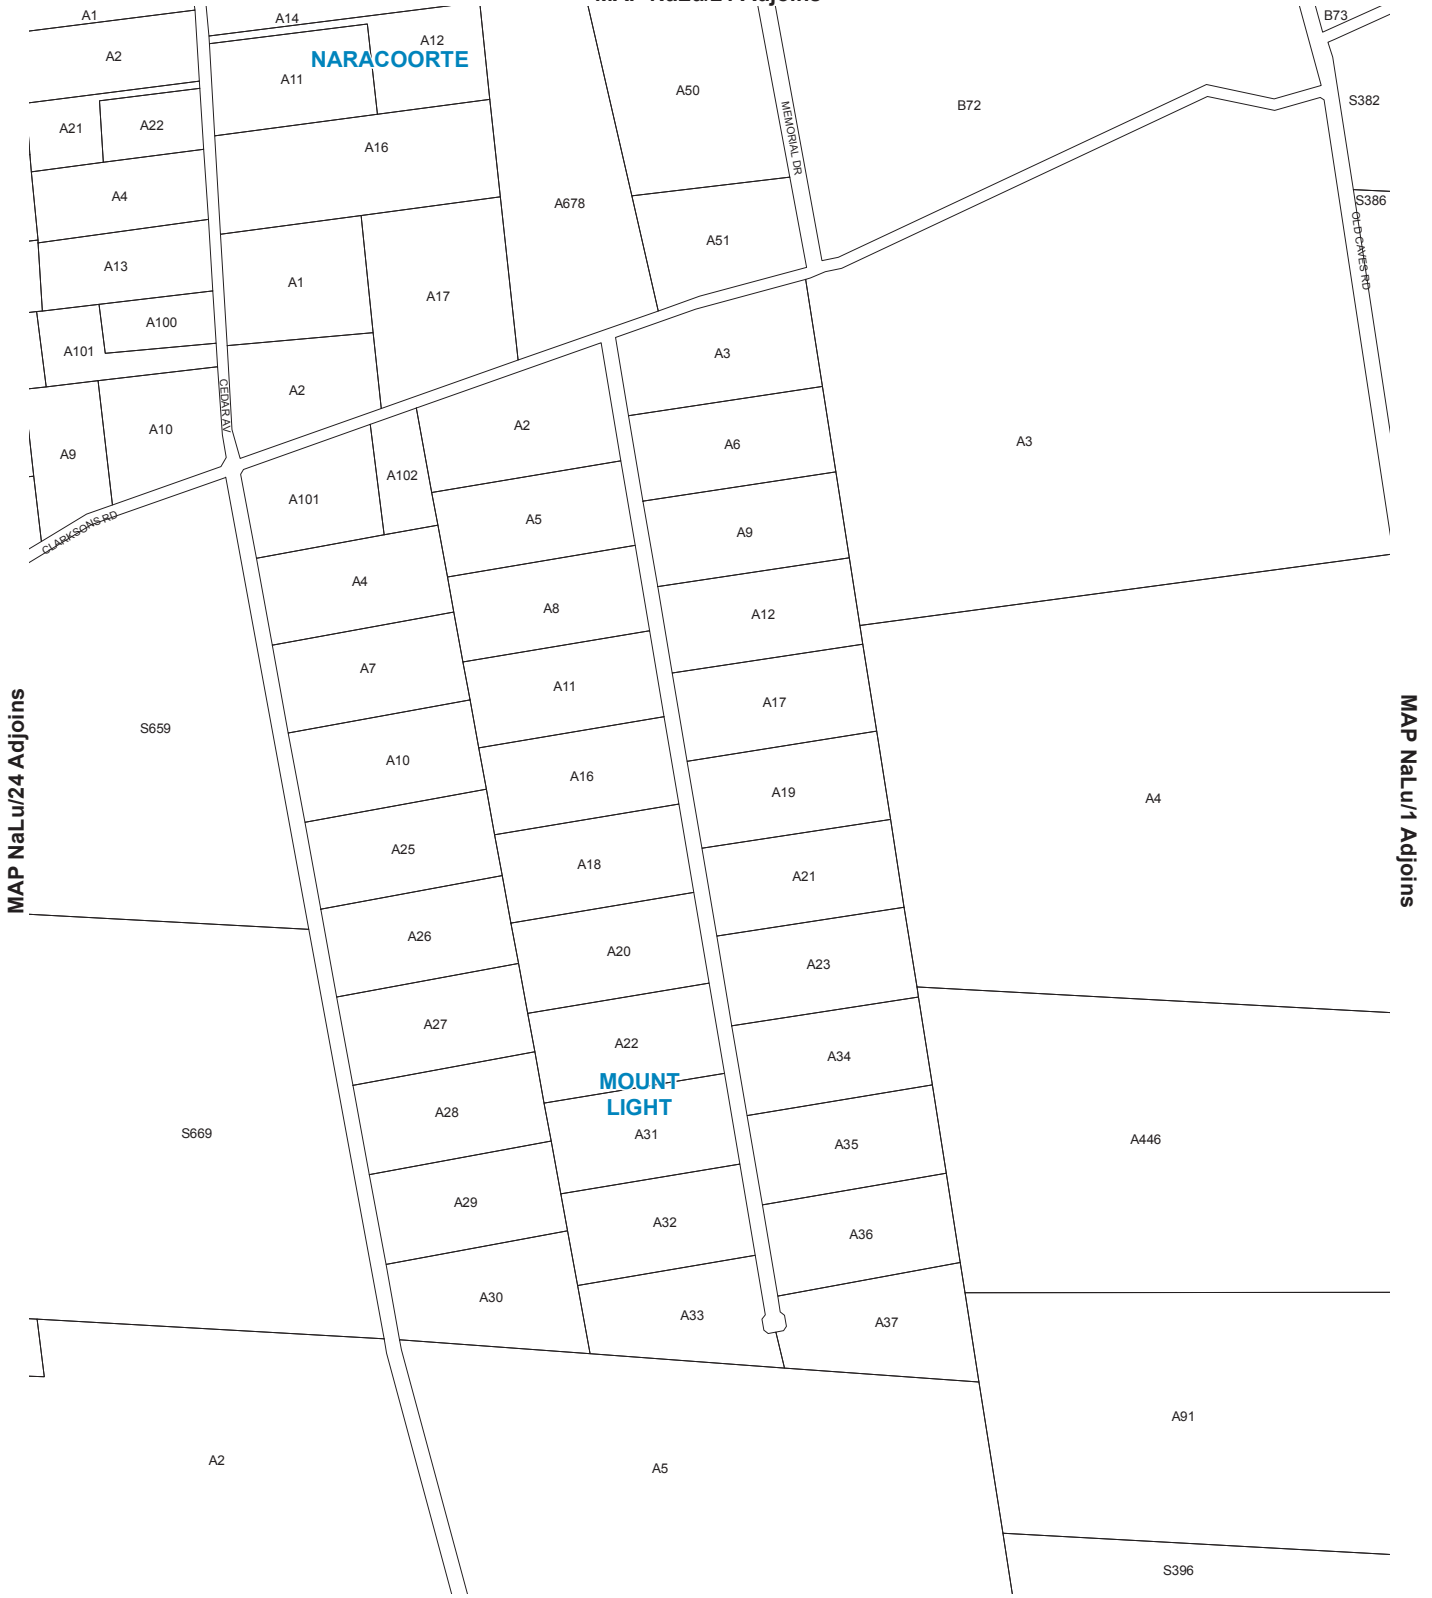 A1
A14
B73
A2
A12
NARACOORTE
A11
A50
S382
B72
A21
A22
MEMORIAL DR
A16
A4
A678
S386
A51
OLD CAVES RD
A13
A1
A17
A100
A101
A3
A2
CEDAR AV
A10
A2
A3
A6
A9
A102
A101
A5
A9
CLARKSONS RD
A4
A8
A12
A7
A11
A17
S659
A10
A16
A19
A4
MAP NaLu/24 Adjoins
MAP NaLu/1 Adjoins
A25
A18
A21
A26
A20
A23
A27
A22
A34
MOUNT
LIGHT
A28
A31
A35
S669
A446
A29
A32
A36
A30
A33
A37
A91
A2
A5
S396